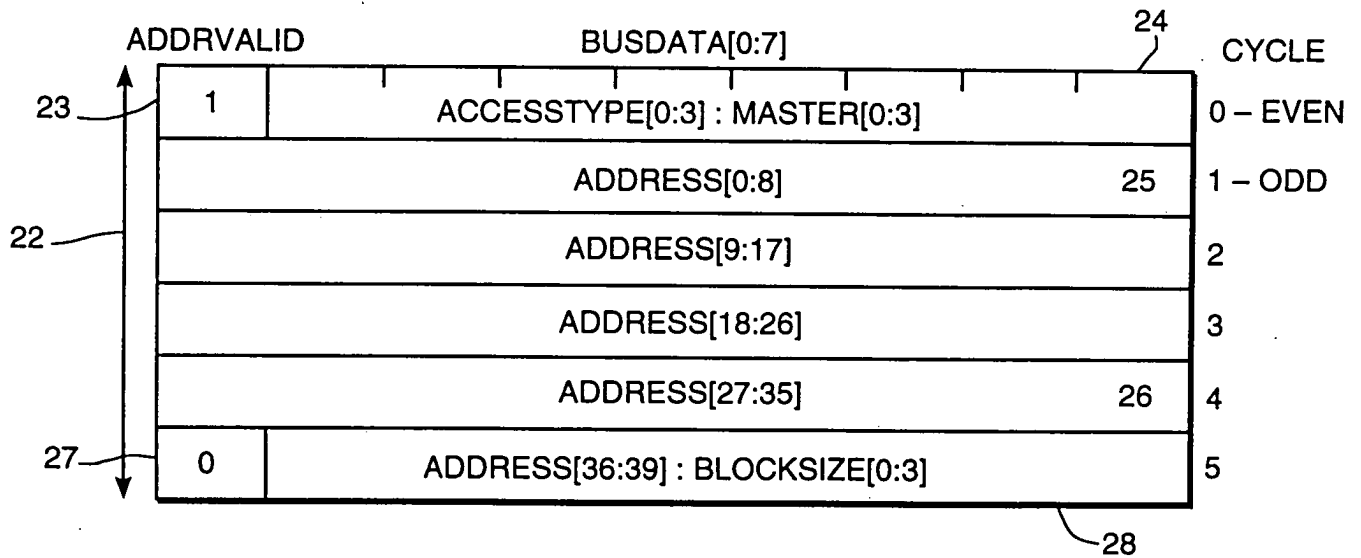 ADDRVALID BUSDATA[0:7] 24 CYCLE
23 1 ACCESSTYPE[0:3] : MASTER[0:3] 0 – EVEN
ADDRESS[0:8] 25 1 – ODD
22 ADDRESS[9:17] 2
ADDRESS[18:26] 3
ADDRESS[27:35] 26 4
27 0 ADDRESS[36:39] : BLOCKSIZE[0:3] 5
28